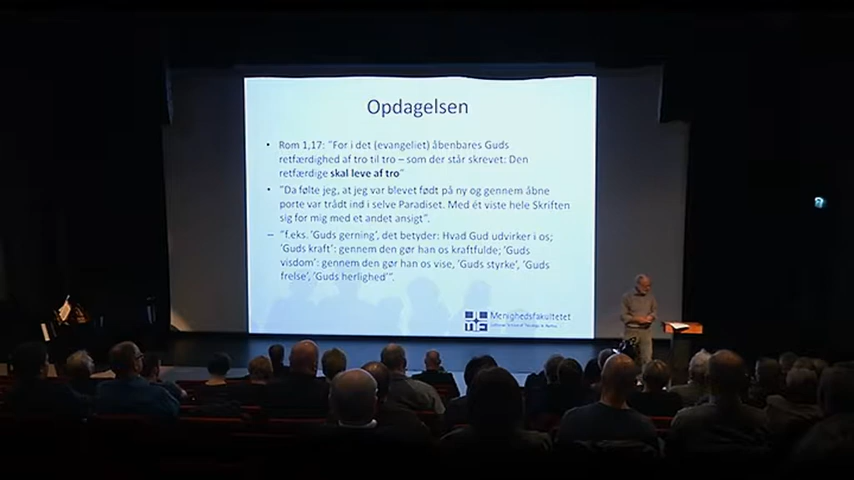 Opdagelsen
• Rom 1,17: "For i det (evangeliet) åbenbares Guds
retfærdighed af tro til tro – som der står skrevet: Den
retfærdige skal leve af tro"
• "Da følte jeg, at jeg var blevet født på ny og gennem åbne
porte var trådt ind i selve Paradiset. Med ét viste hele Skriften
sig for mig med et andet ansigt".
– "f.eks. 'Guds gerning', det betyder: Hvad Gud udvirker i os;
'Guds kraft': gennem den gør han os kraftfulde; 'Guds
visdom': gennem den gør han os vise, 'Guds styrke', 'Guds
frelse', 'Guds herlighed'".
Menighedsfakultetet